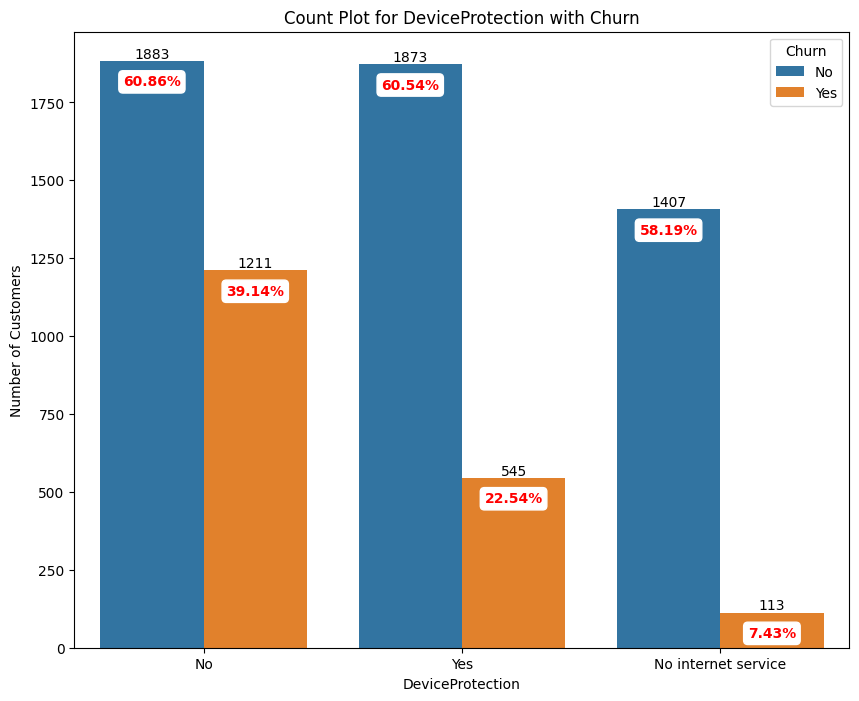 Count Plot for DeviceProtection with Churn
Churn
No
Yes
Number of Customers
1750
1500
1250
1000
750
500
250
0
1883
60.86%
1211
39.14%
1873
60.54%
545
22.54%
1407
58.19%
113
7.43%
No
Yes
No internet service
DeviceProtection